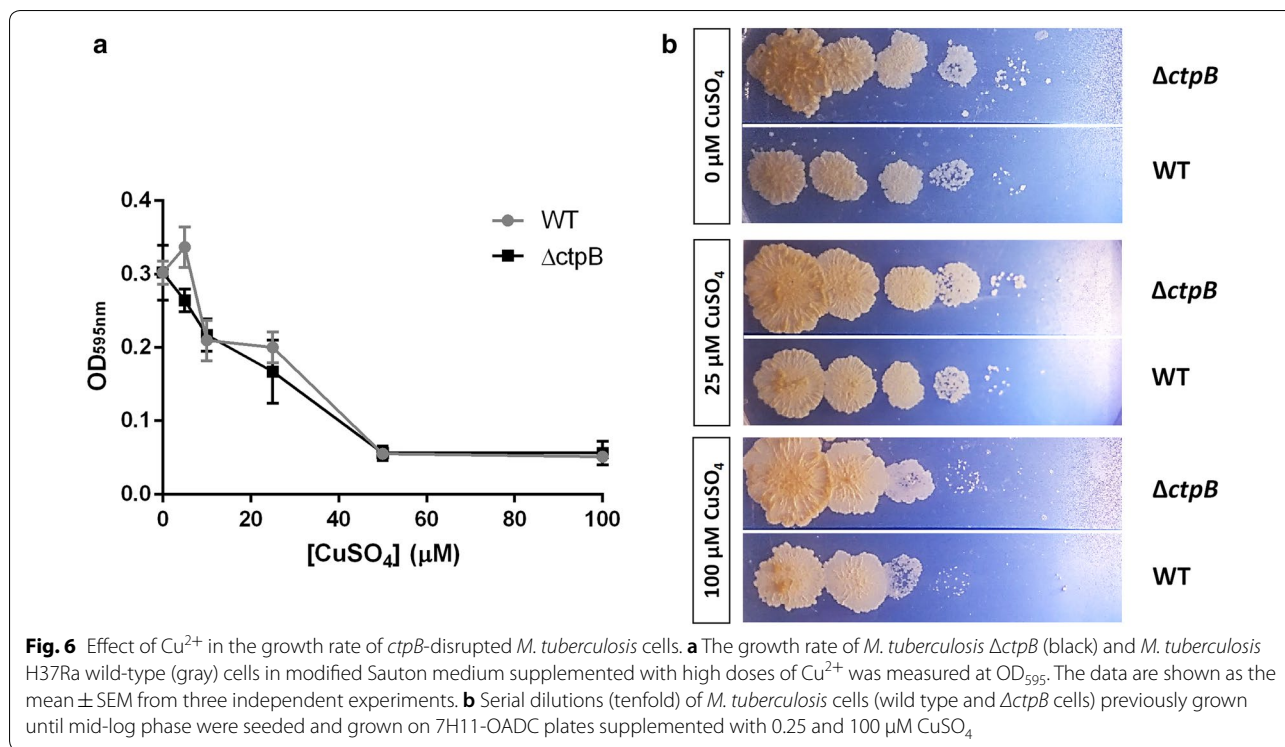 a
0.4
0.3
0.2
0.1
0.0
OD595nm
0 20 40 60 80 100
[CuSO4] (μM)
WT
ΔctpB
b
0 μM CuSO4
ΔctpB
WT
25 μM CuSO4
ΔctpB
WT
100 μM CuSO4
ΔctpB
WT
Fig. 6 Effect of Cu2+ in the growth rate of ctpB-disrupted M. tuberculosis cells. a The growth rate of M. tuberculosis ΔctpB (black) and M. tuberculosis
H37Ra wild-type (gray) cells in modified Sauton medium supplemented with high doses of Cu2+ was measured at OD595. The data are shown as the
mean ± SEM from three independent experiments. b Serial dilutions (tenfold) of M. tuberculosis cells (wild type and ΔctpB cells) previously grown
until mid-log phase were seeded and grown on 7H11-OADC plates supplemented with 0.25 and 100 μM CuSO4